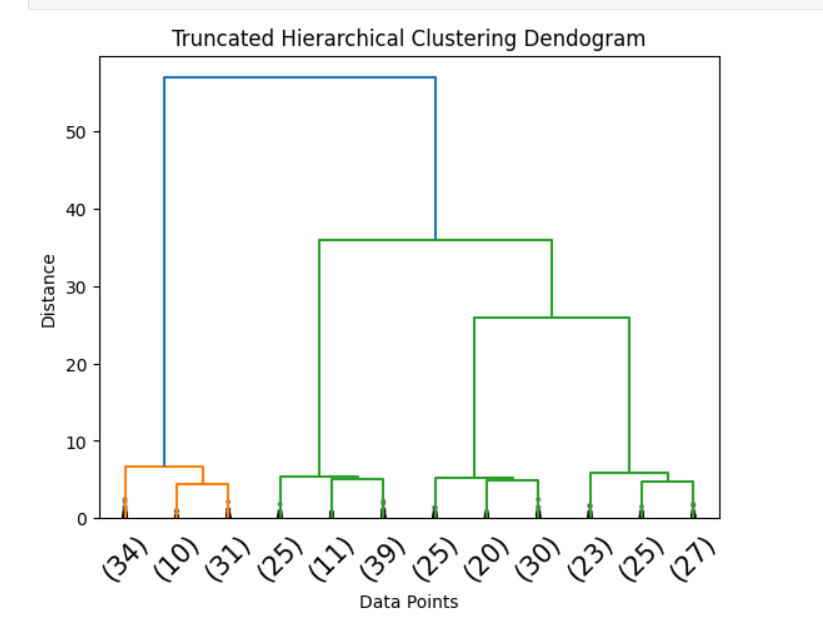 Truncated Hierarchical Clustering Dendogram
50
40
30
20
10
0
Distance
(34) (10) (31) (25) (11) (39) (25) (20) (30) (23) (25) (27)
Data Points